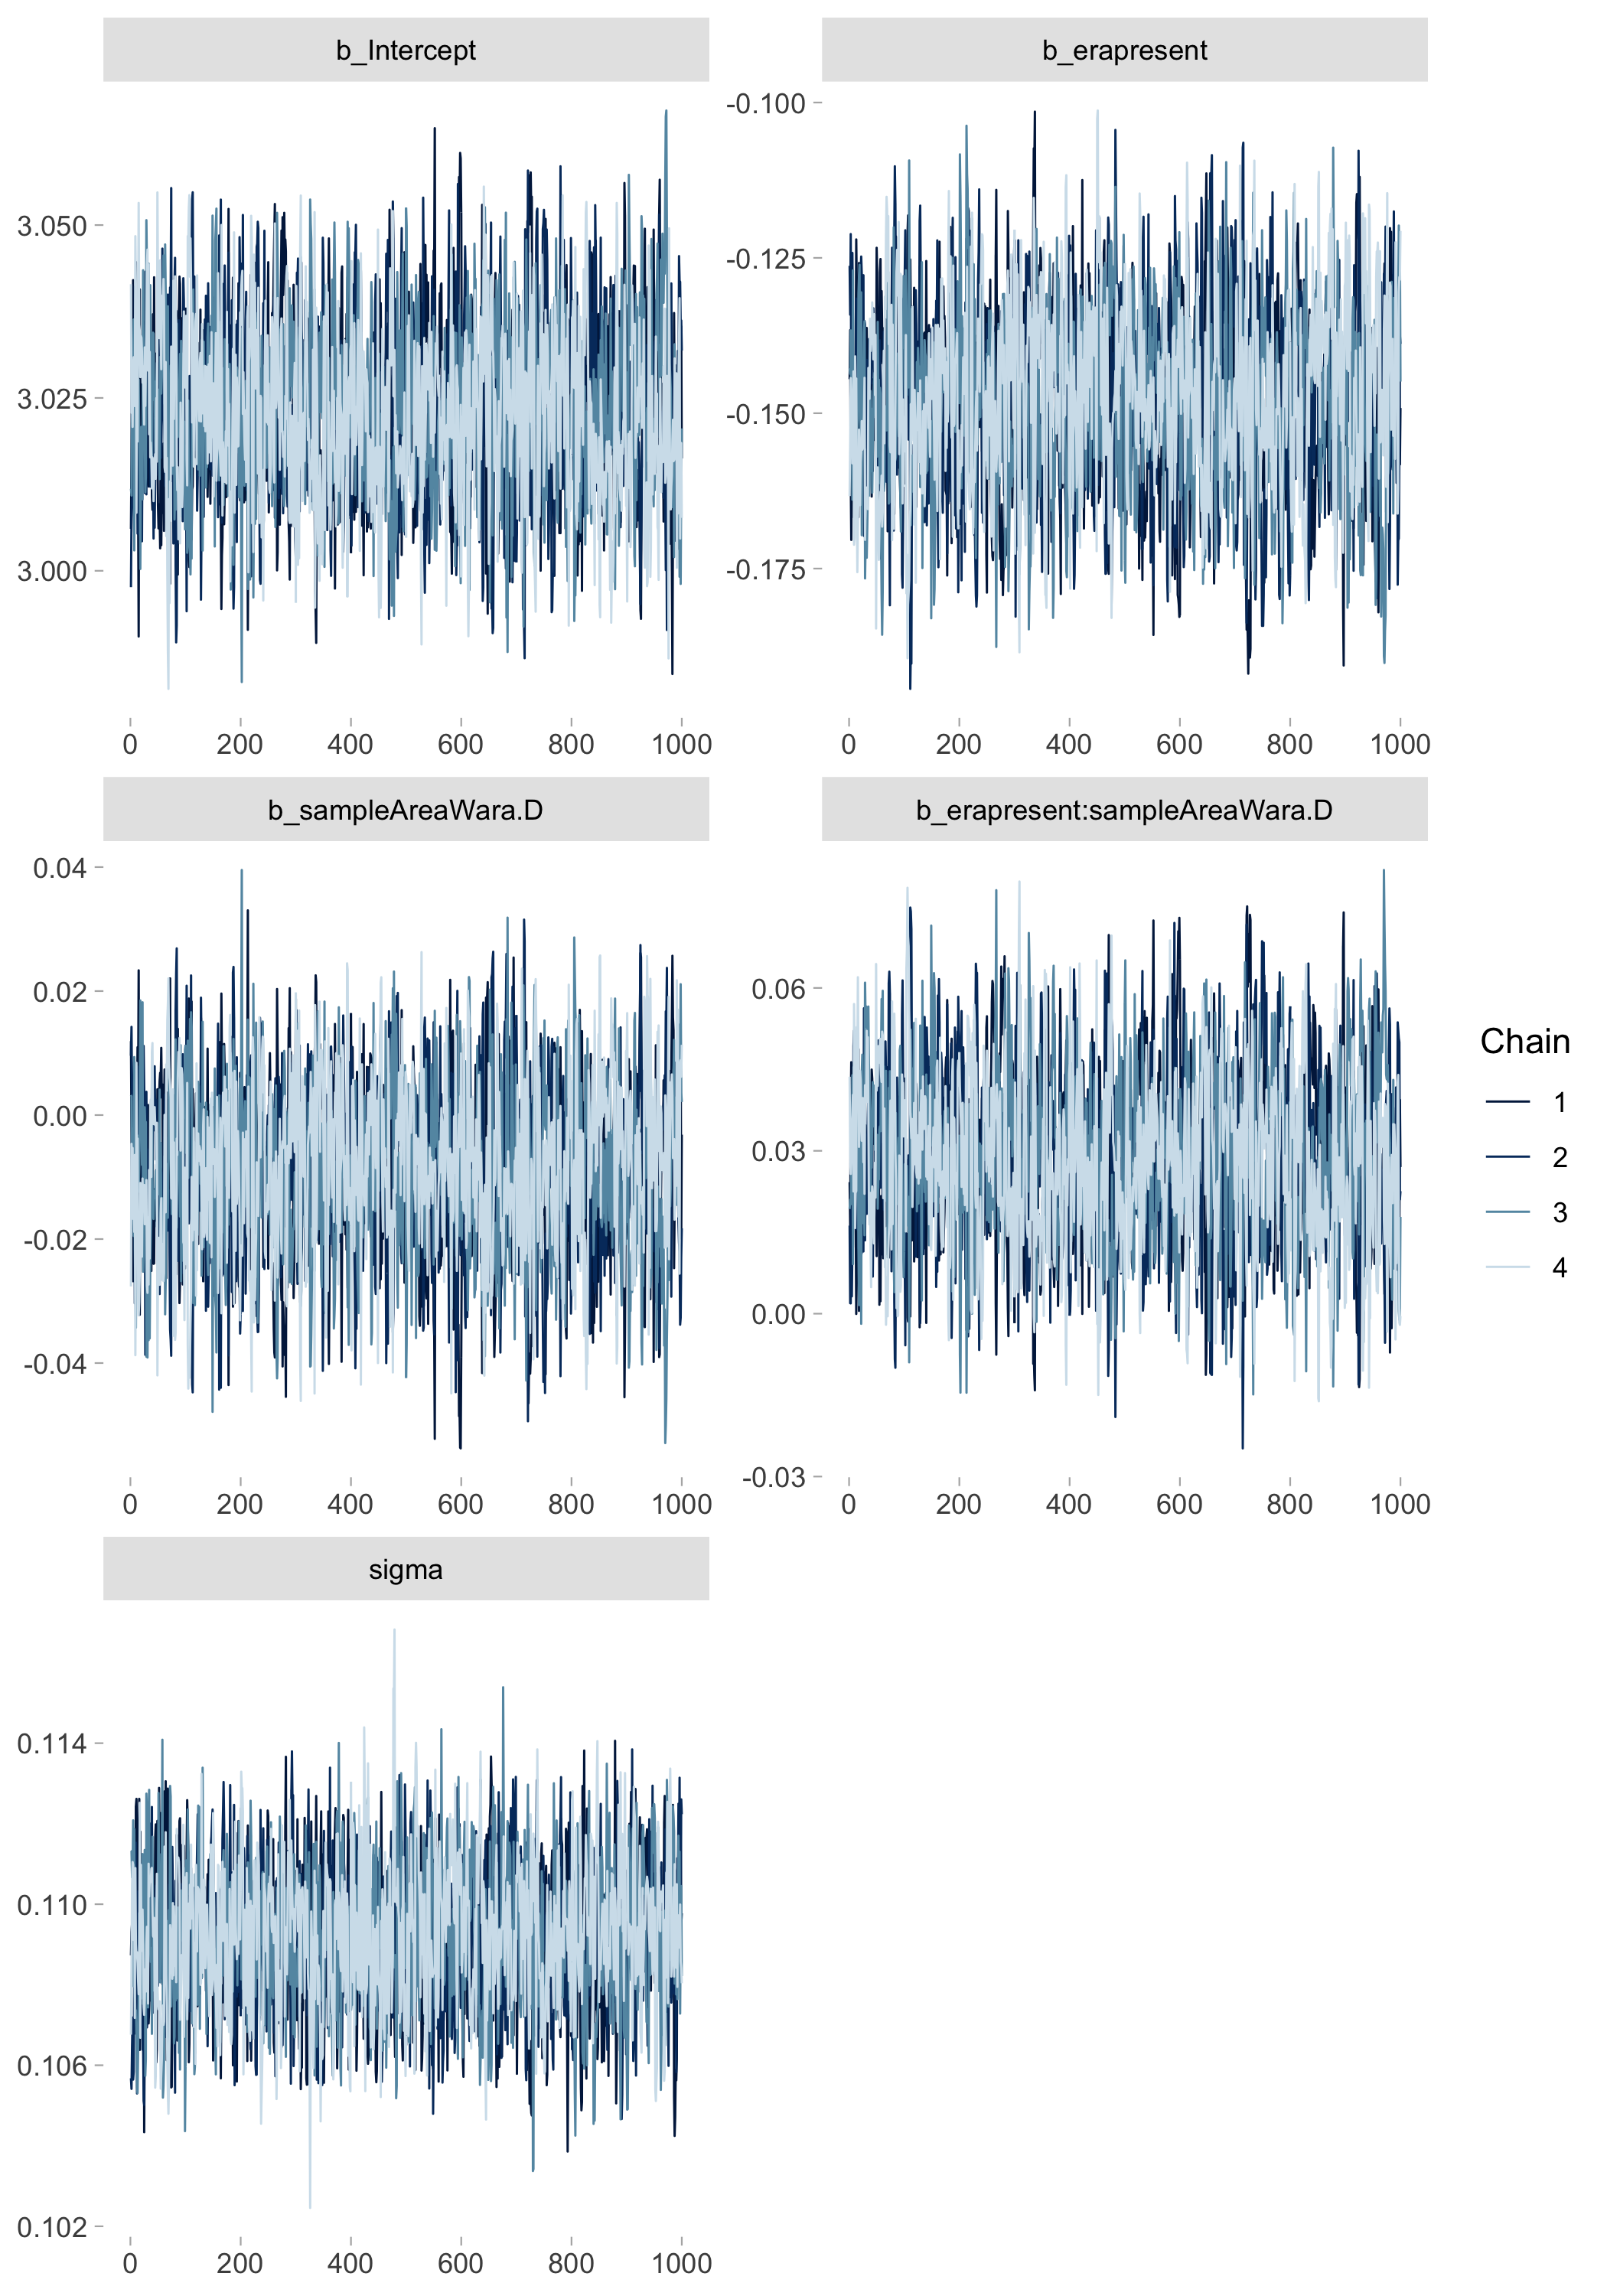 b_Intercept
b_erapresent
3.050
3.025
3.000
-0.100
-0.125
-0.150
-0.175
0 200 400 600 800 1000
0 200 400 600 800 1000
b_sampleAreaWara.D
b_erapresent:sampleAreaWara.D
0.04
0.02
0.00
-0.02
-0.04
0.06
0.03
0.00
-0.03
0 200 400 600 800 1000
0 200 400 600 800 1000
sigma
0.114
0.110
0.106
0.102
0 200 400 600 800 1000
Chain
1
2
3
4